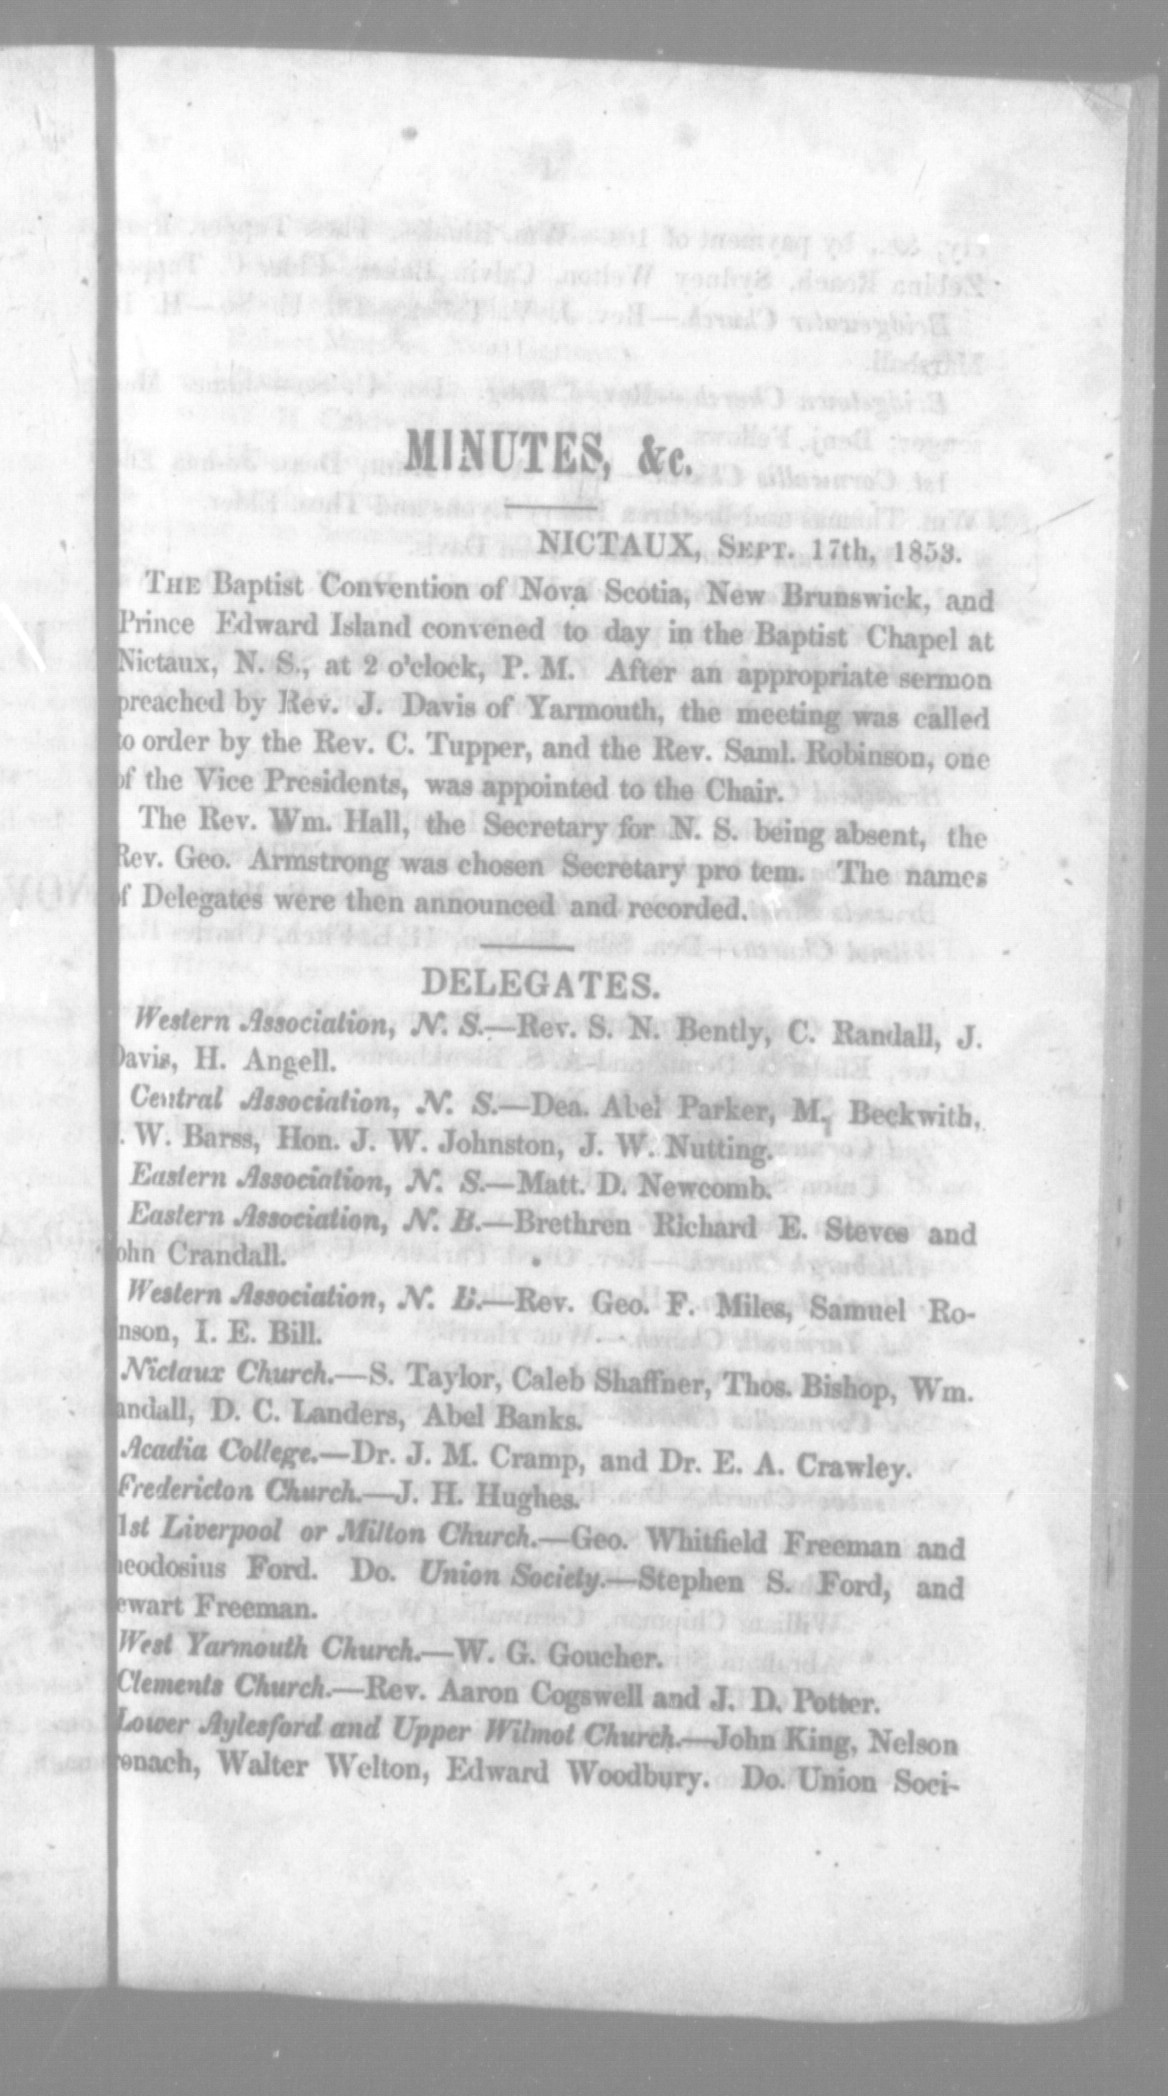 MINUTES, &c.
NICTAUX, SEPT. 17th, 1853.
THE Baptist Convention of Nova Scotia, New Brunswick, and
Prince Edward Island convened to day in the Baptist Chapel at
Nictaux, N. S., at 2 o'clock, P. M. After an appropriate sermon
preached by Rev. J. Davis of Yarmouth, the meeting was called
to order by the Rev. C. Tupper, and the Rev. Saml. Robinson, one
of the Vice Presidents, was appointed to the Chair.
The Rev. Wm. Hall, the Secretary for N. S. being absent, the
Rev. Geo. Armstrong was chosen Secretary pro tem. The names
f Delegates were then announced and recorded.
DELEGATES.
Western Association, N. S.—Rev. S. N. Bently, C. Randall, J.
Davis, H. Angell.
Central Association, N. S.—Dea. Abel Parker, M. Beckwith,
. W. Barss, Hon. J. W. Johnston, J. W. Nutting.
Eastern Association, N. S.—Matt. D. Newcomb.
Eastern Association, N. B.—Brethren Richard E. Steves and
ohn Crandall.
Western Association, N. B.—Rev. Geo. F. Miles, Samuel Ro-
nson, I. E. Bill.
Nictaux Church.—S. Taylor, Caleb Shaffner, Thos. Bishop, Wm.
andall, D. C. Landers, Abel Banks.
Acadia College.—Dr. J. M. Cramp, and Dr. E. A. Crawley.
Fredericton Church.—J. H. Hughes.
1st Liverpool or Milton Church.—Geo. Whitfield Freeman and
heodosius Ford. Do. Union Society.—Stephen S. Ford, and
ewart Freeman.
West Yarmouth Church.—W. G. Goucher.
Clements Church.—Rev. Aaron Cogswell and J. D. Potter.
Lower Aylesford and Upper Wilmot Church.—John King, Nelson
ronach, Walter Welton, Edward Woodbury. Do. Union Soci-